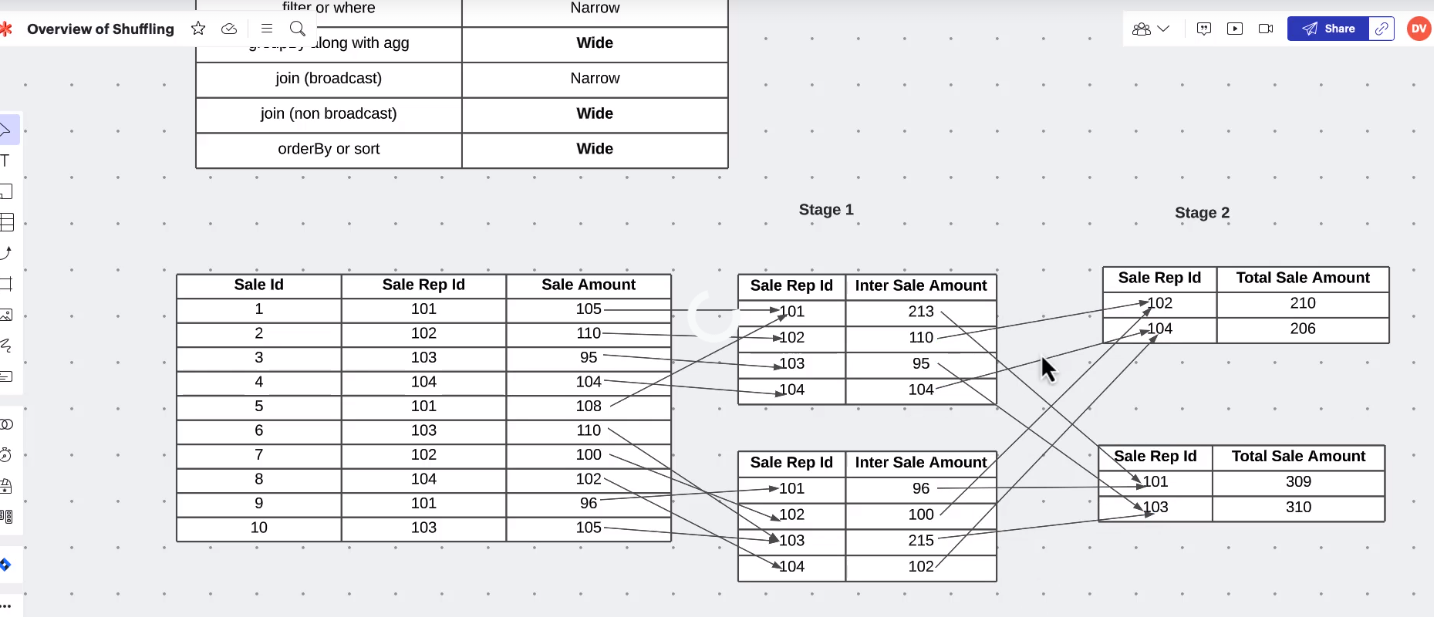 filter or where Narrow
Overview of Shuffling
groupBy along with agg Wide
Share
DV
join (broadcast) Narrow
join (non broadcast) Wide
orderBy or sort Wide
T
Stage 1
Stage 2
Sale Id Sale Rep Id Sale Amount
1 101 105
2 102 110
3 103 95
4 104 104
5 101 108
6 103 110
7 102 100
8 104 102
9 101 96
10 103 105
Sale Rep Id Inter Sale Amount
101 213
102 110
103 95
104 104
Sale Rep Id Inter Sale Amount
101 96
102 100
103 215
104 102
Sale Rep Id Total Sale Amount
102 210
104 206
Sale Rep Id Total Sale Amount
101 309
103 310